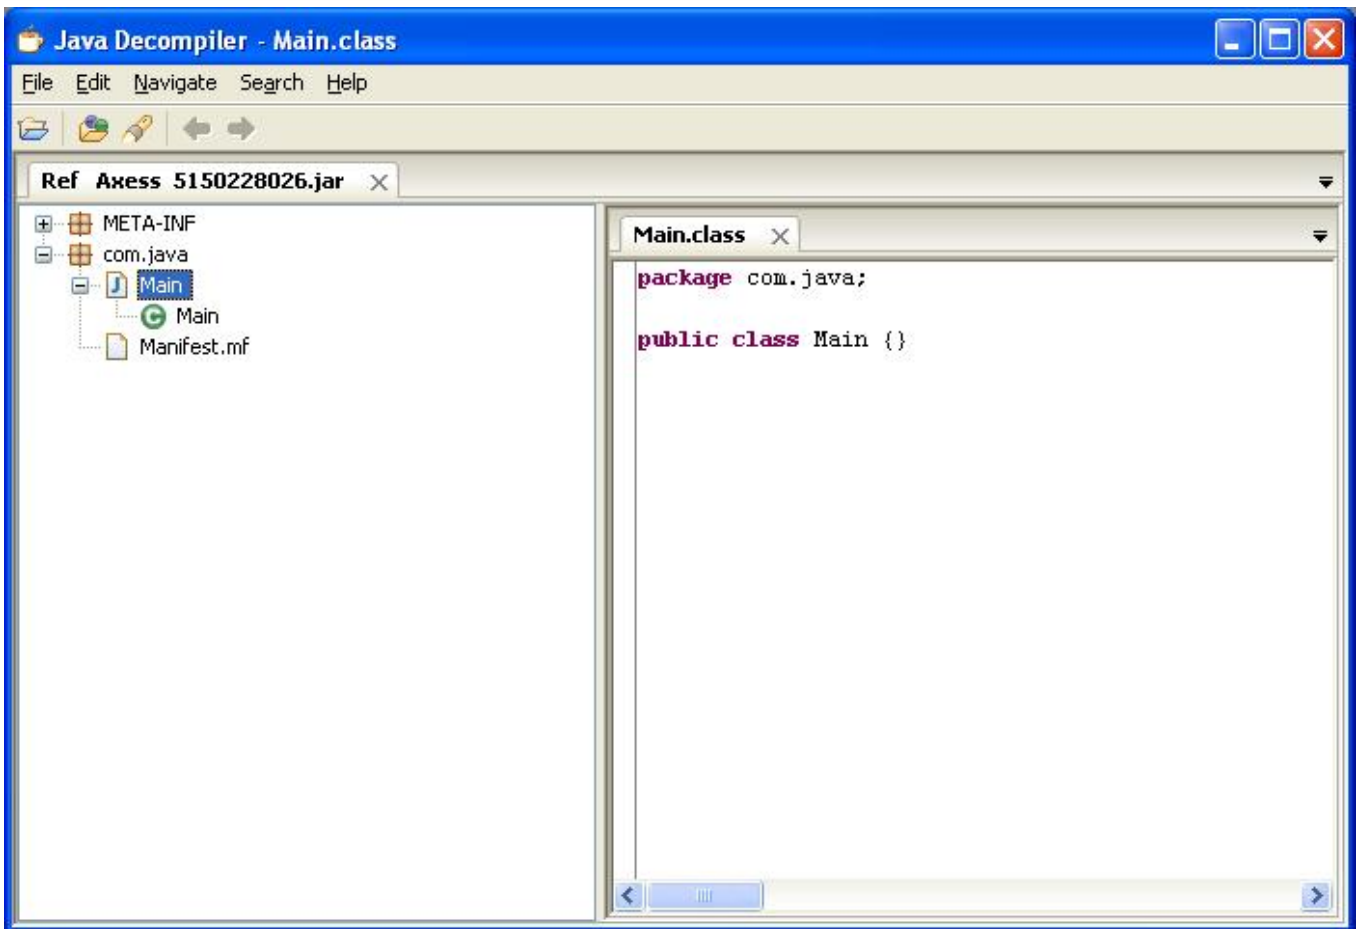 Java Decompiler - Main.class
File Edit Navigate Search Help
Ref Axess 5150228026.jar
META-INF
com.java
Main
Main
Manifest.mf
Main.class
package com.java;
public class Main {}